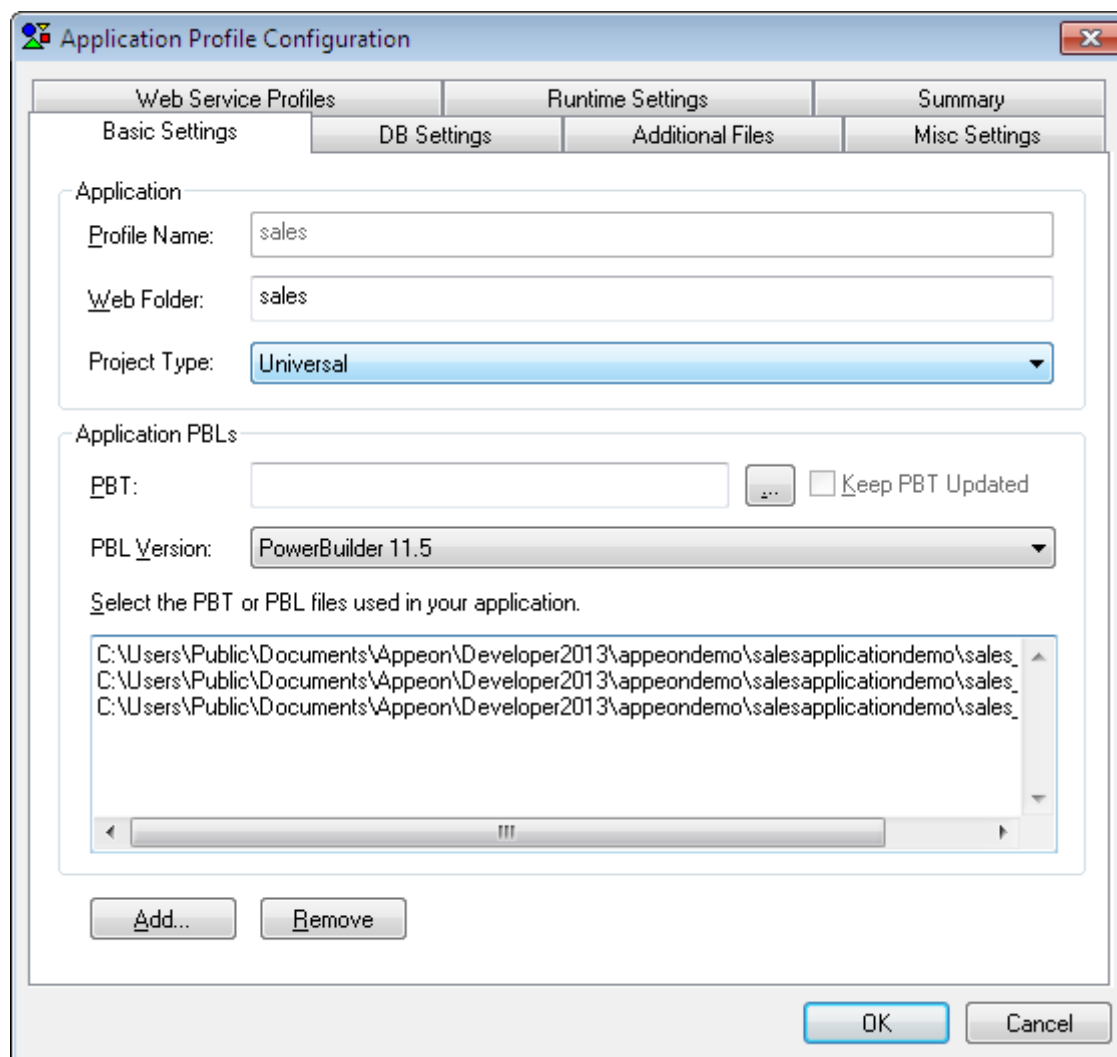 Application Profile Configuration
Web Service Profiles Runtime Settings Summary
Basic Settings DB Settings Additional Files Misc Settings
Application
Profile Name: sales
Web Folder: sales
Project Type: Universal
Application PBLs
PBT: ... Keep PBT Updated
PBL Version: PowerBuilder 11.5
Select the PBT or PBL files used in your application.
C:\Users\Public\Documents\Appeon\Developer2013\appeondemo\salesapplicationdemo\sales_
C:\Users\Public\Documents\Appeon\Developer2013\appeondemo\salesapplicationdemo\sales_
C:\Users\Public\Documents\Appeon\Developer2013\appeondemo\salesapplicationdemo\sales_
Add... Remove
OK Cancel